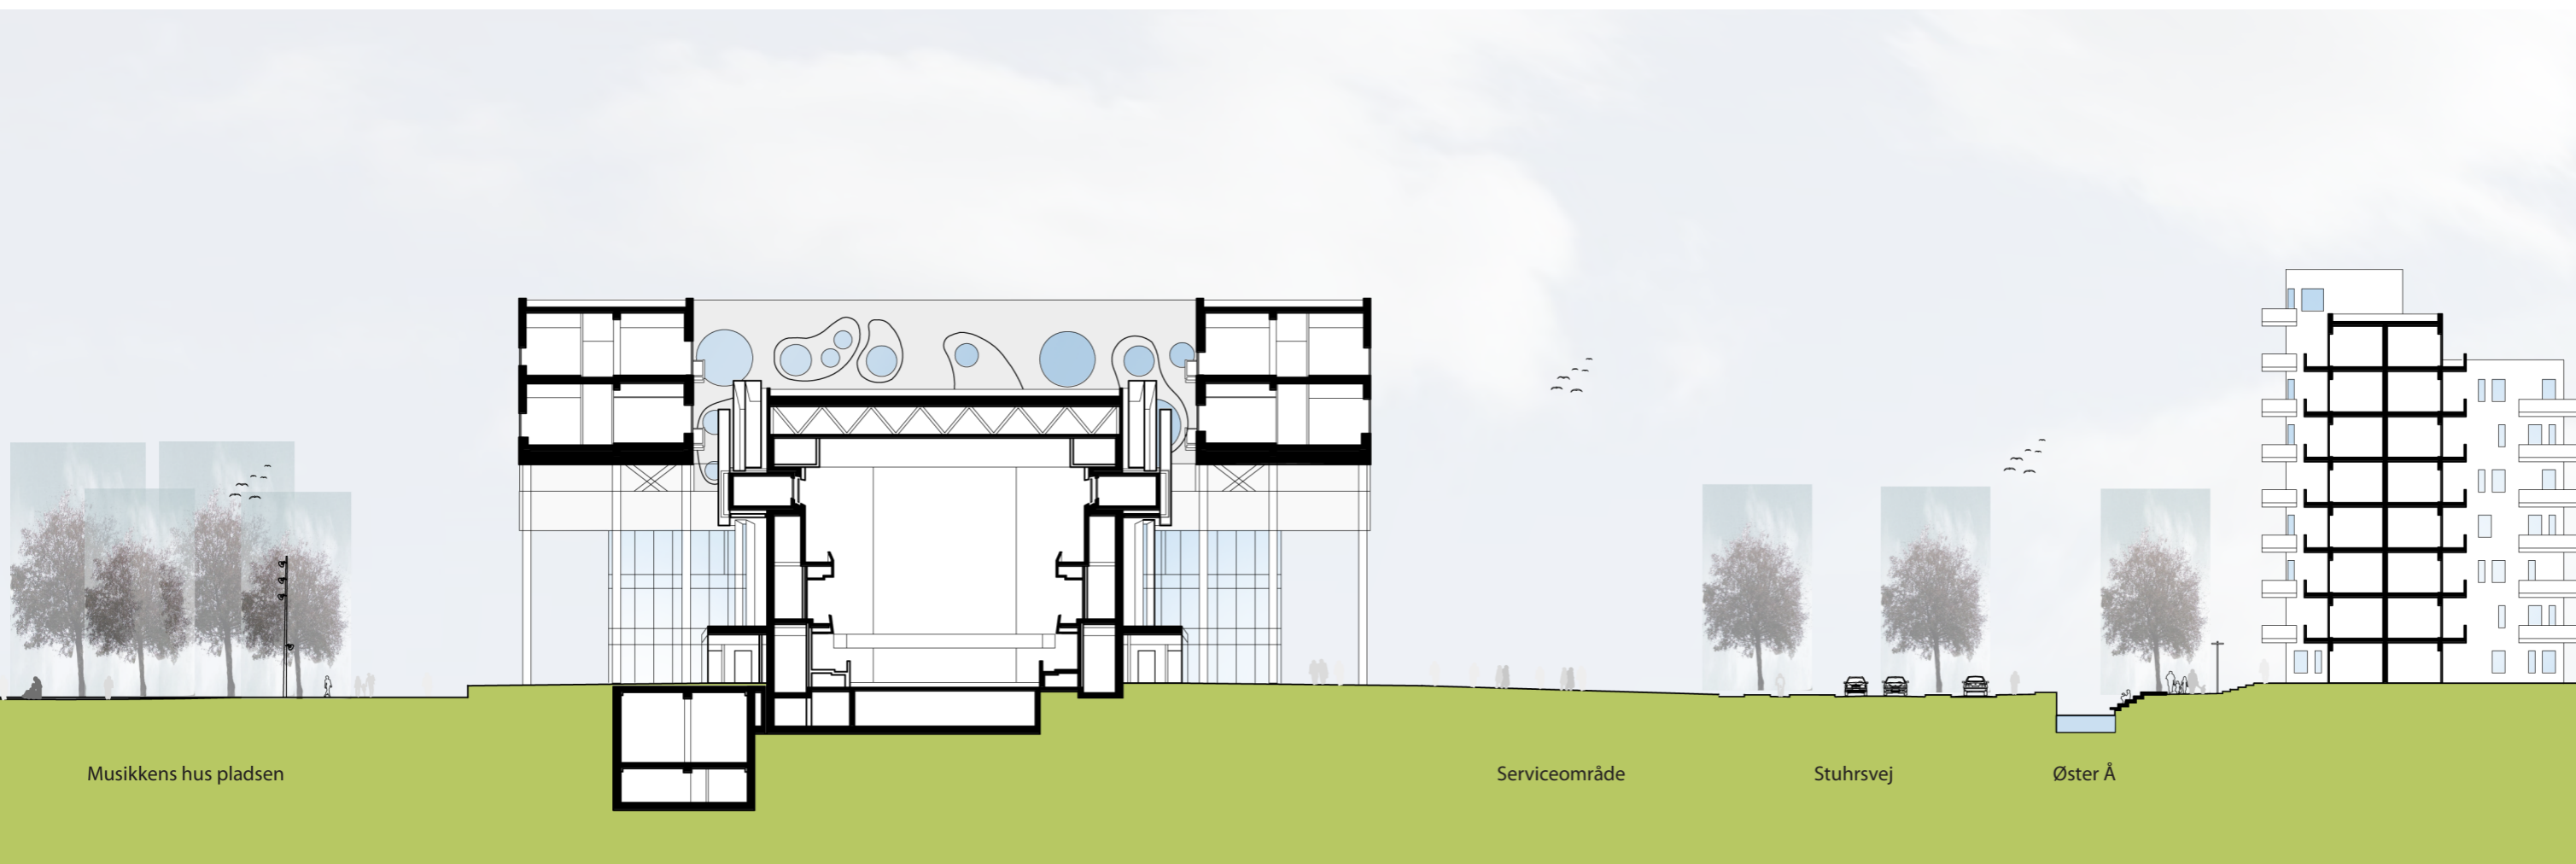 Musikkens hus pladsen
Serviceområde
Stuhrsvej
Øster Å